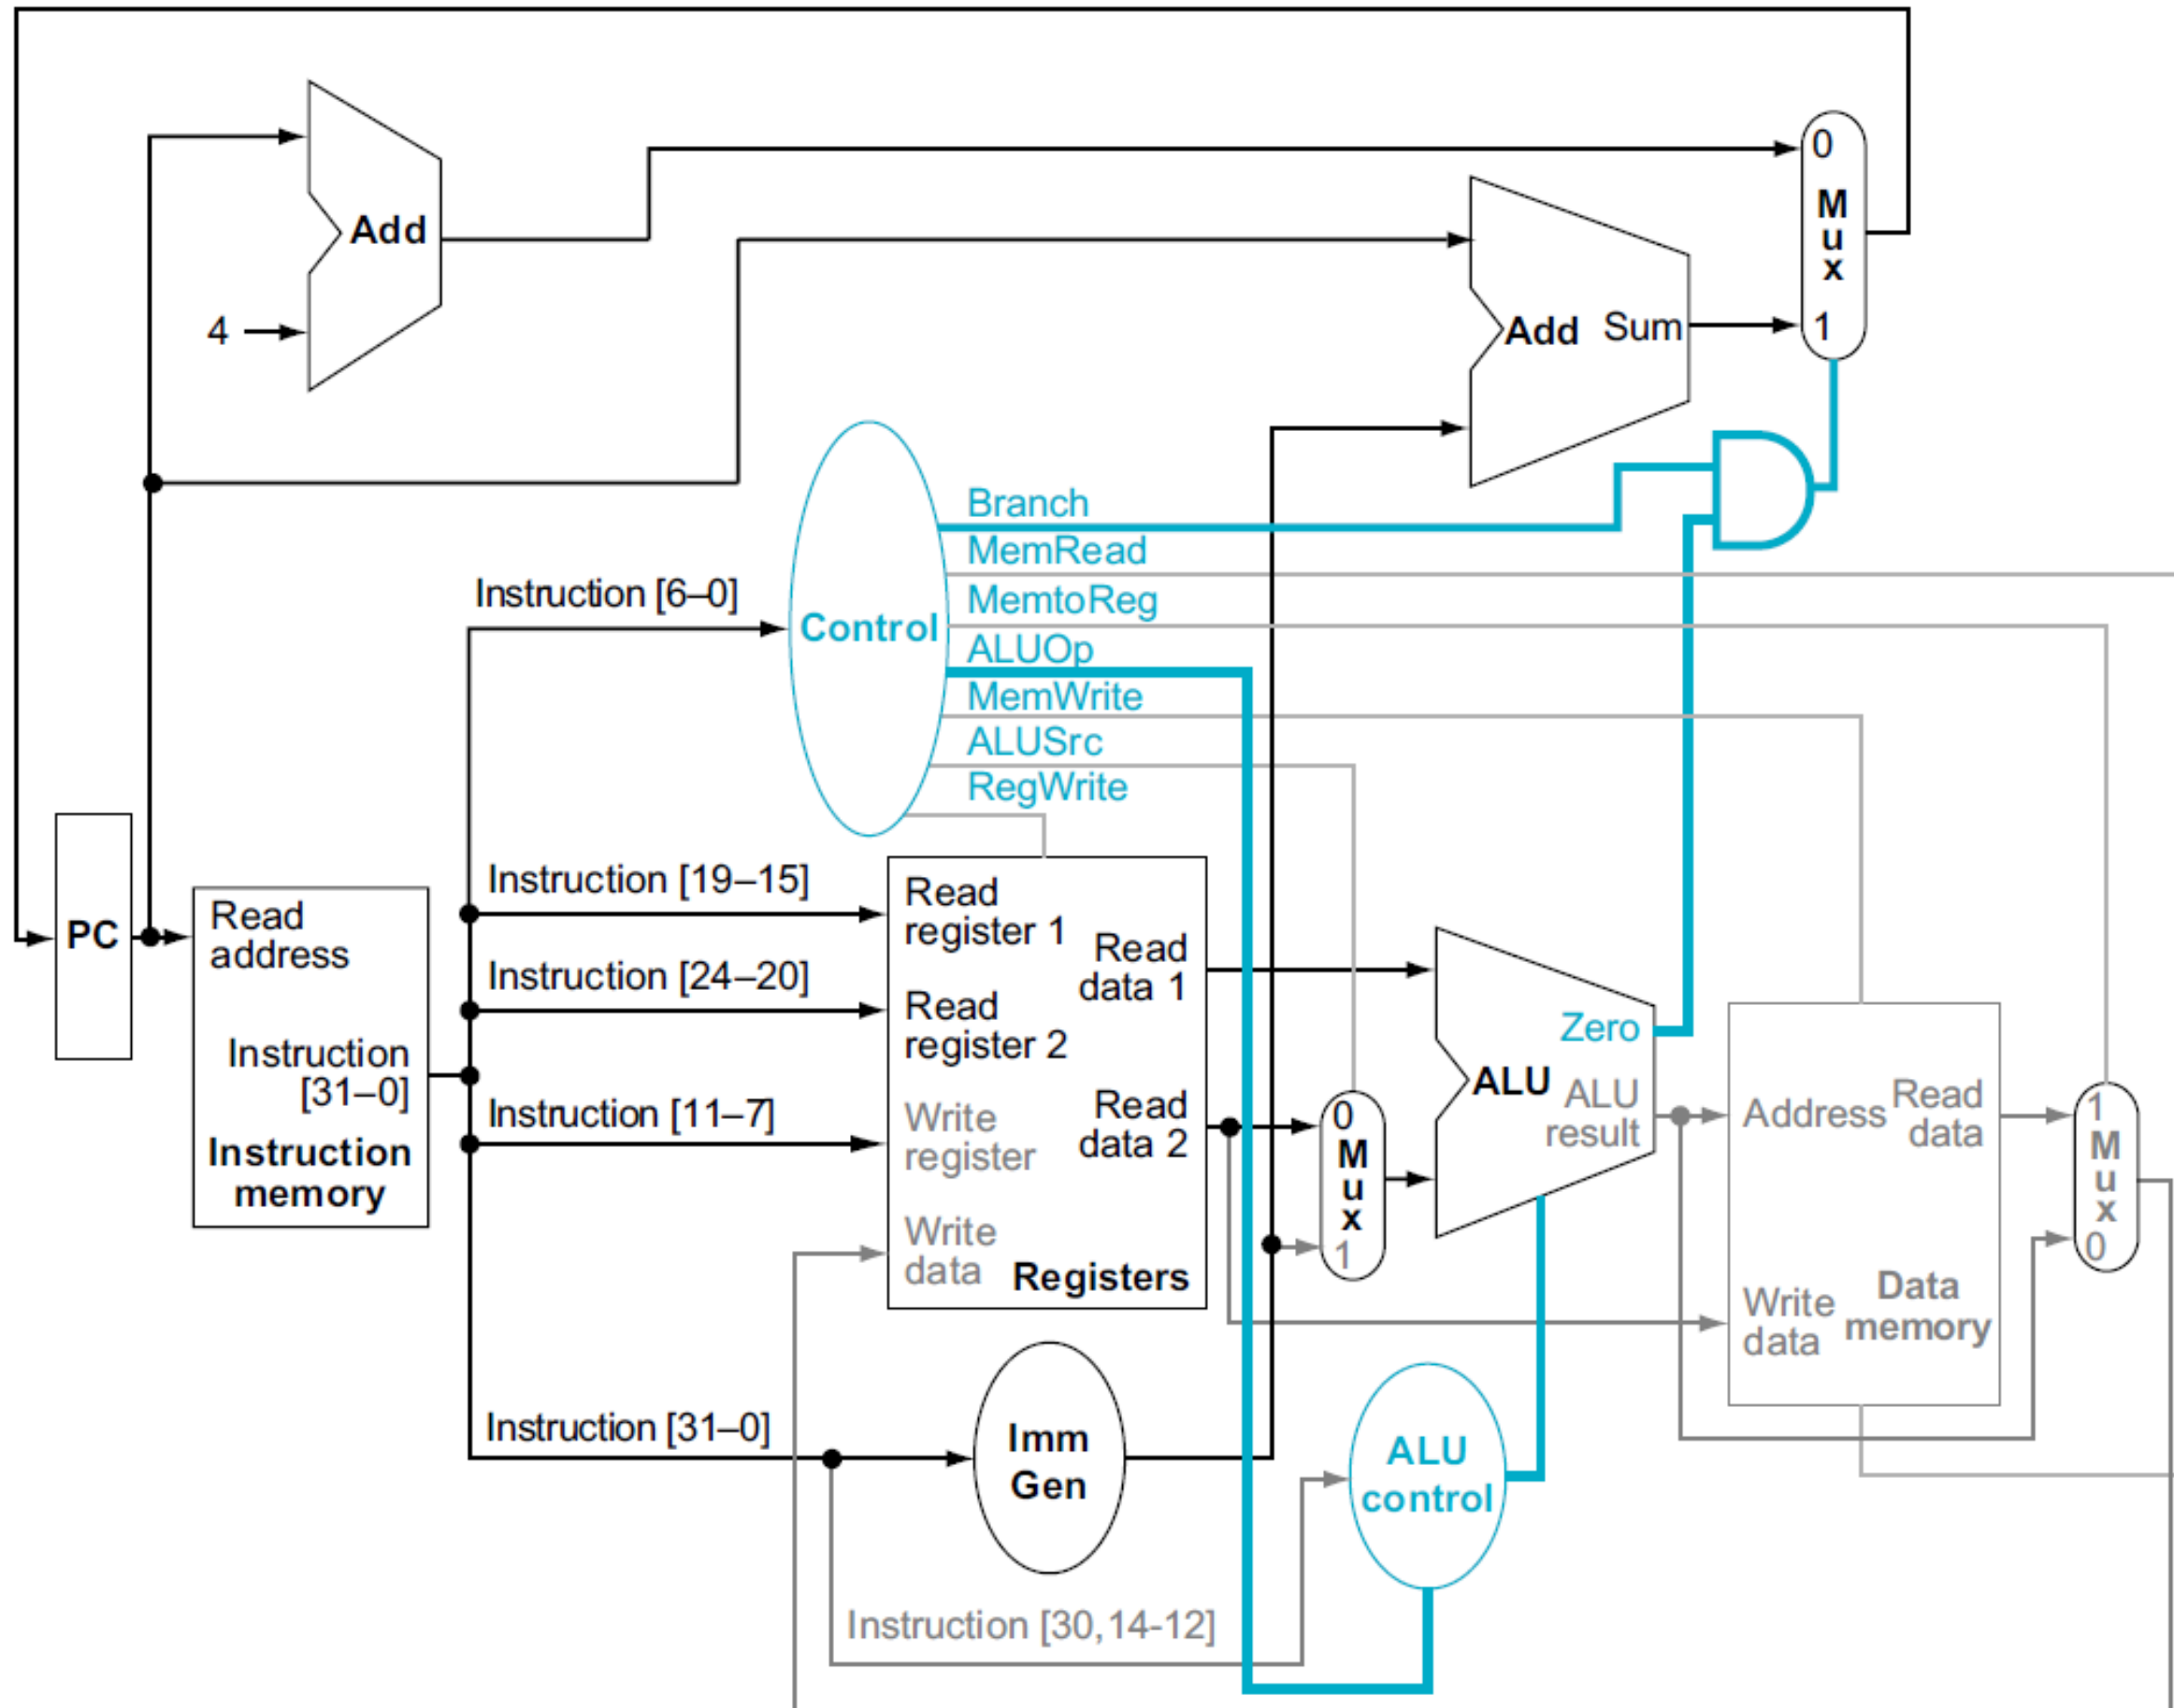 0
M
u
x
1
Add
4
Add
Sum
Branch
MemRead
MemtoReg
ALUOp
MemWrite
ALUSrc
RegWrite
Instruction [6–0]
Control
PC
Read
address
Instruction
[31–0]
Instruction
memory
Instruction [19–15]
Instruction [24–20]
Instruction [11–7]
Instruction [31–0]
Read
register 1
Read
register 2
Write
register
Write
data
Read
data 1
Read
data 2
Registers
0
M
u
x
1
Zero
ALU
ALU
result
Address
Read
data
Write
data
Data
memory
1
M
u
x
0
Imm
Gen
ALU
control
Instruction [30,14-12]